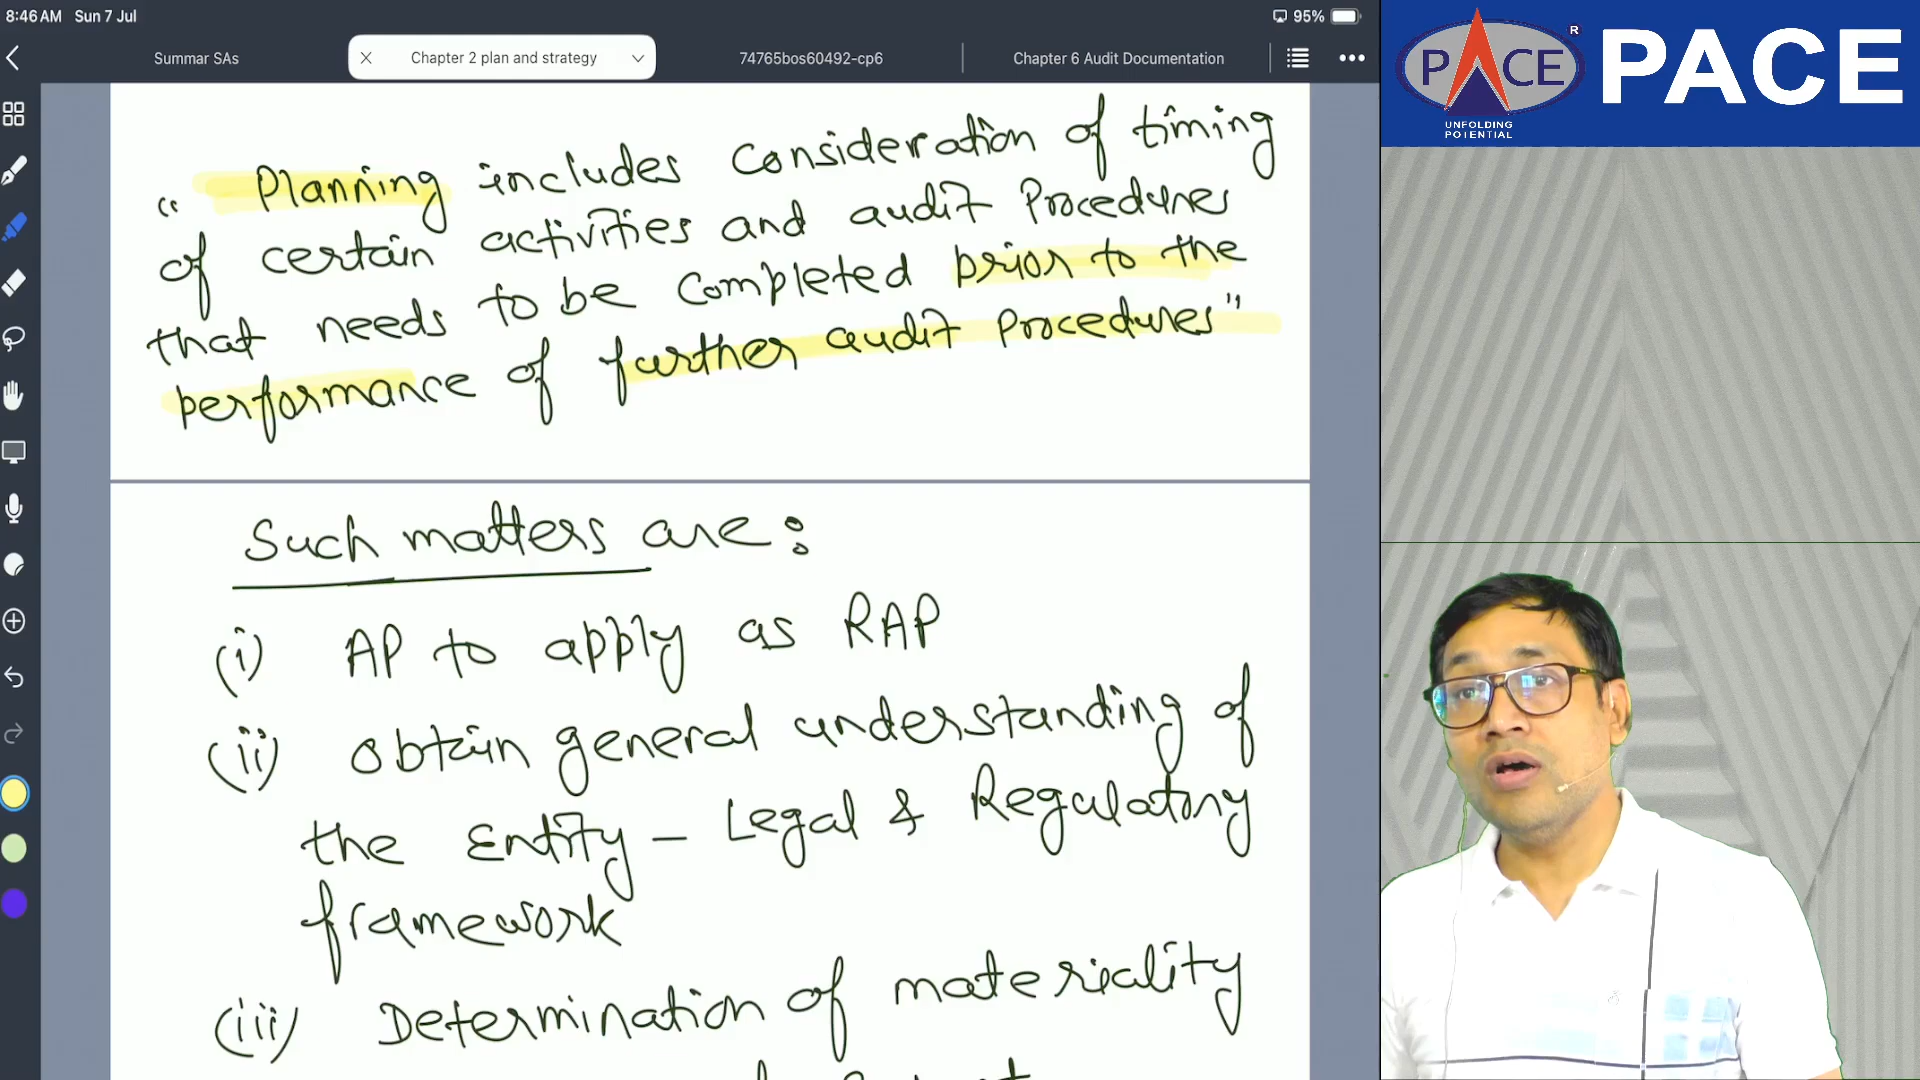 8:46 AM Sun 7 Jul
95%
Summar SAs
Chapter 2 plan and strategy
74765bos60492-cp6
Chapter 6 Audit Documentation
PACE
UNFOLDING
POTENTIAL
®
PACE
“ Planning includes consideration of timing
of certain activities and audit Procedures
that needs to be completed prior to the
performance of further audit Procedures”
Such matters are:
(i) AP to apply as RAP
(ii) Obtain general understanding of
the Entity – Legal & Regulatory
framework
(iii) Determination of materiality